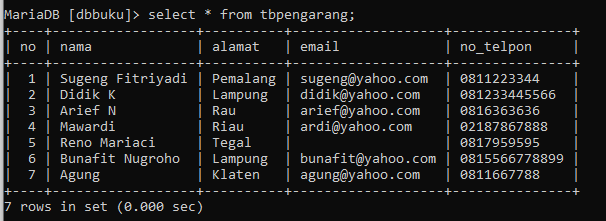 MariaDB [dbbuku]> select * from tbpengarang;
+----+------------------+----------+-------------------+---------------+
| no | nama             | alamat   | email             | no_telpon     |
+----+------------------+----------+-------------------+---------------+
|  1 | Sugeng Fitriyadi | Pemalang | sugeng@yahoo.com  | 0811223344    |
|  2 | Didik K          | Lampung  | didik@yahoo.com   | 081233445566  |
|  3 | Arief N          | Rau      | arief@yahoo.com   | 0816363636    |
|  4 | Mawardi          | Riau     | ardi@yahoo.com    | 02187867888   |
|  5 | Reno Mariaci     | Tegal    |                   | 0817959595    |
|  6 | Bunafit Nugroho  | Lampung  | bunafit@yahoo.com | 0815566778899 |
|  7 | Agung            | Klaten   | agung@yahoo.com   | 0811667788    |
+----+------------------+----------+-------------------+---------------+
7 rows in set (0.000 sec)